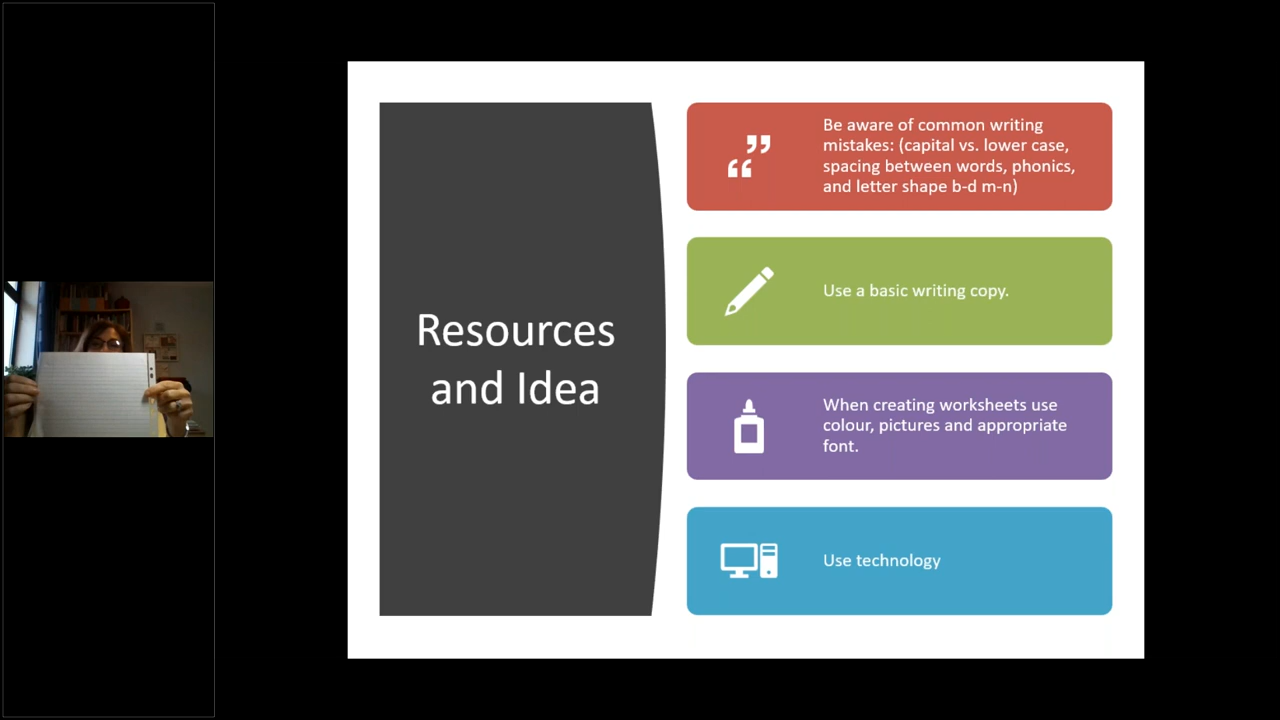 Resources
and Idea
Be aware of common writing
mistakes: (capital vs. lower case,
spacing between words, phonics,
and letter shape b-d m-n)
Use a basic writing copy.
When creating worksheets use
colour, pictures and appropriate
font.
Use technology